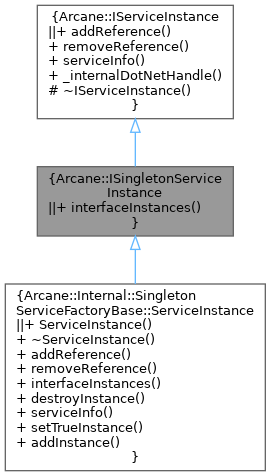 {Arcane::IServiceInstance
||+ addReference()
+ removeReference()
+ serviceInfo()
+ _internalDotNetHandle()
# ~IServiceInstance()
}
{Arcane::ISingletonService
Instance
||+ interfaceInstances()
}
{Arcane::Internal::Singleton
ServiceFactoryBase::ServiceInstance
||+ ServiceInstance()
+ ~ServiceInstance()
+ addReference()
+ removeReference()
+ interfaceInstances()
+ destroyInstance()
+ serviceInfo()
+ setTrueInstance()
+ addInstance()
}